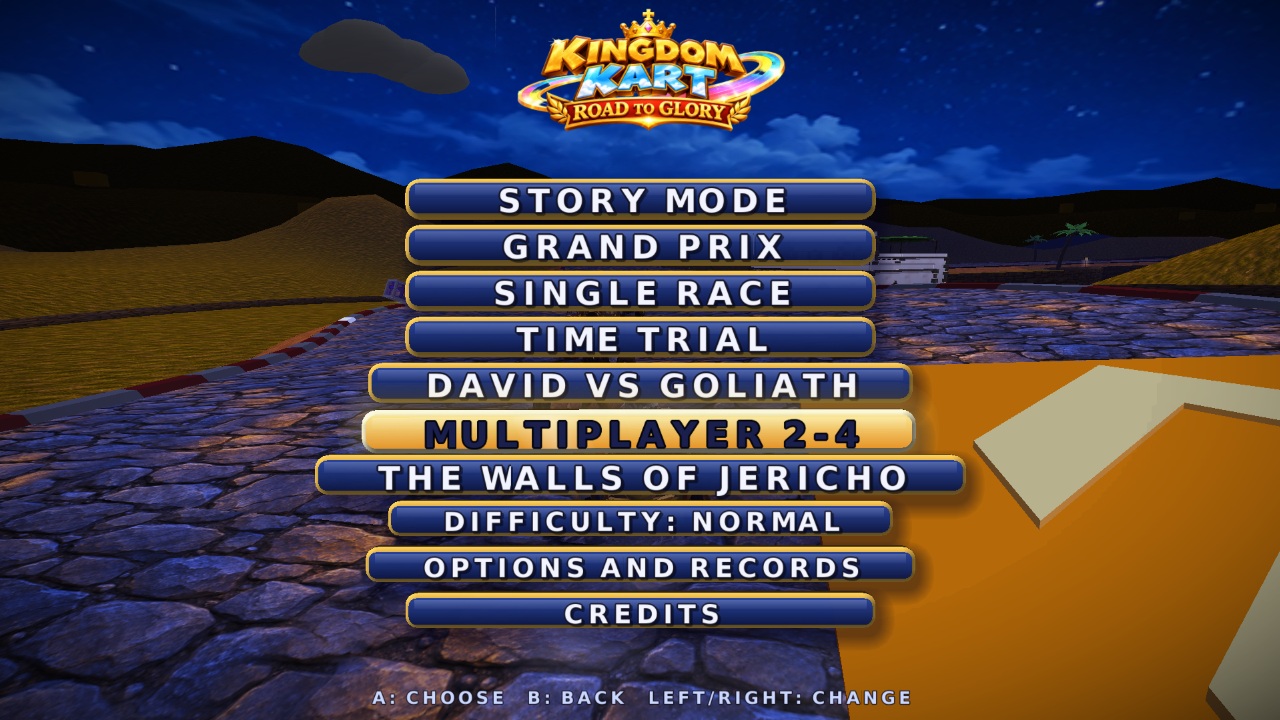 KINGDOM
KART
ROAD TO GLORY
STORY MODE
GRAND PRIX
SINGLE RACE
TIME TRIAL
DAVID VS GOLIATH
MULTIPLAYER 2-4
THE WALLS OF JERICHO
DIFFICULTY: NORMAL
OPTIONS AND RECORDS
CREDITS
A: CHOOSE B: BACK LEFT/RIGHT: CHANGE